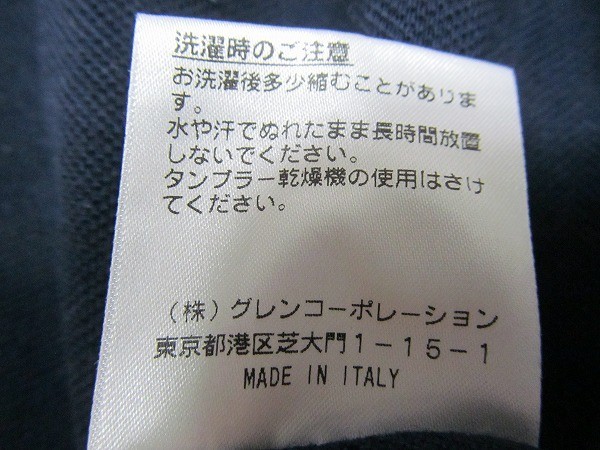 洗濯時のご注意
お洗濯後多少縮むことがありま
す。
水や汗でぬれたまま長時間放置
しないでください。
タンブラー乾燥機の使用はさけ
てください。
(株)グレンコーポレーション
東京都港区芝大門1-15-1
MADE IN ITALY